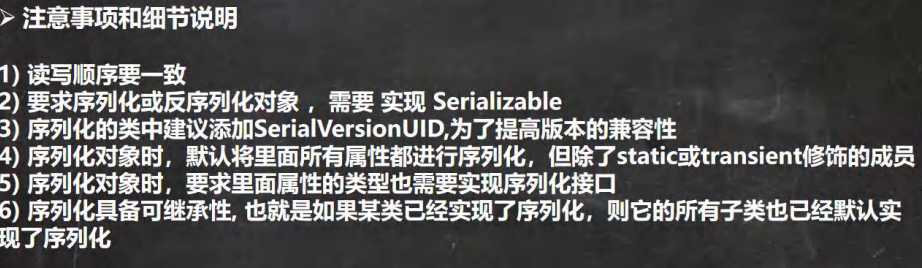 ➢ 注意事项和细节说明
1) 读写顺序要一致
2) 要求序列化或反序列化对象 ，需要 实现 Serializable
3) 序列化的类中建议添加SerialVersionUID,为了提高版本的兼容性
4) 序列化对象时，默认将里面所有属性都进行序列化，但除了static或transient修饰的成员
5) 序列化对象时，要求里面属性的类型也需要实现序列化接口
6) 序列化具备可继承性, 也就是如果某类已经实现了序列化，则它的所有子类也已经默认实
现了序列化